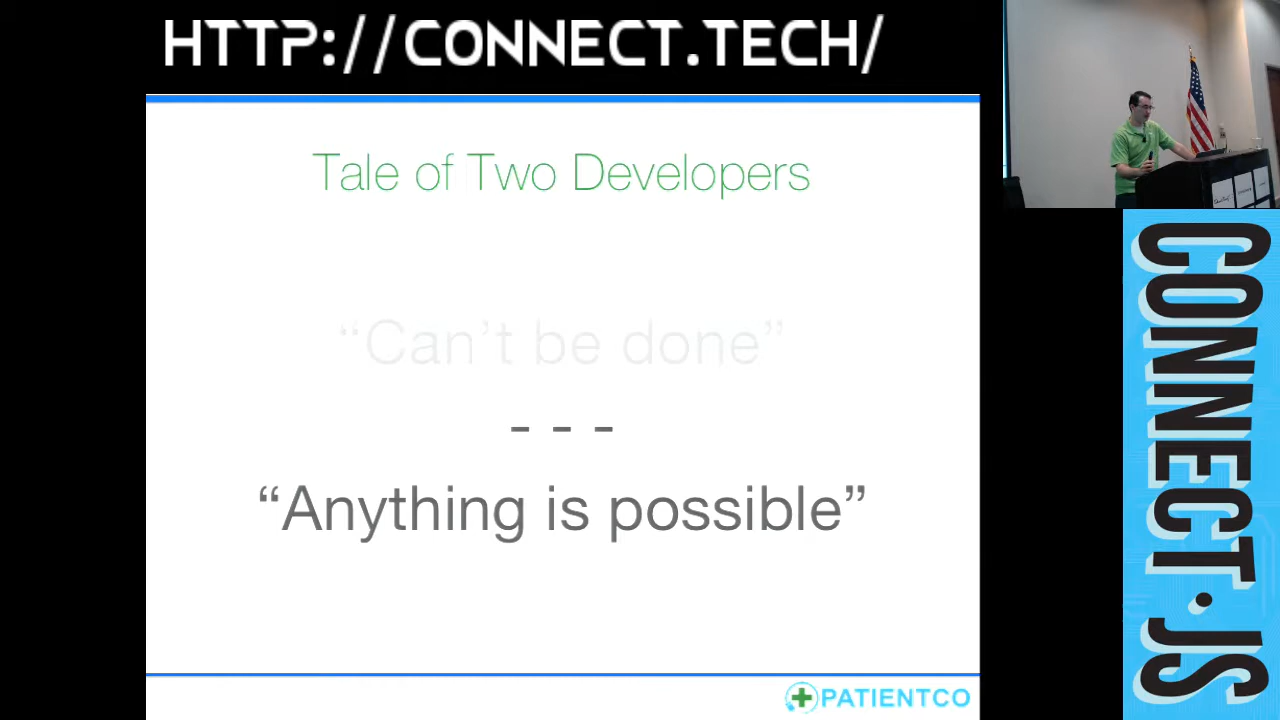 HTTP://CONNECT.TECH/
Tale of Two Developers
“Can’t be done”
- - -
“Anything is possible”
PATIENTCO
CONNECT.JS